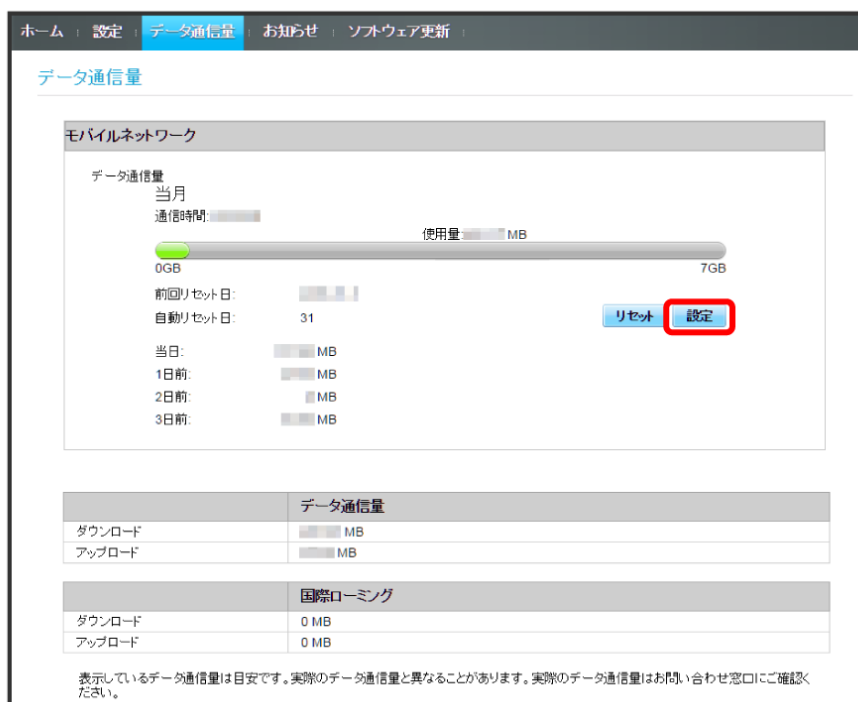 ホーム 設定 データ通信量 お知らせ ソフトウェア更新
データ通信量
モバイルネットワーク
データ通信量
当月
通信時間:
使用量: MB
0GB 7GB
前回リセット日:
自動リセット日: 31 リセット 設定
当日: MB
1日前: MB
2日前: MB
3日前: MB
データ通信量
ダウンロード MB
アップロード MB
国際ローミング
ダウンロード 0 MB
アップロード 0 MB
表示しているデータ通信量は目安です。実際のデータ通信量と異なることがあります。実際のデータ通信量はお問い合わせ窓口にご確認く
ださい。